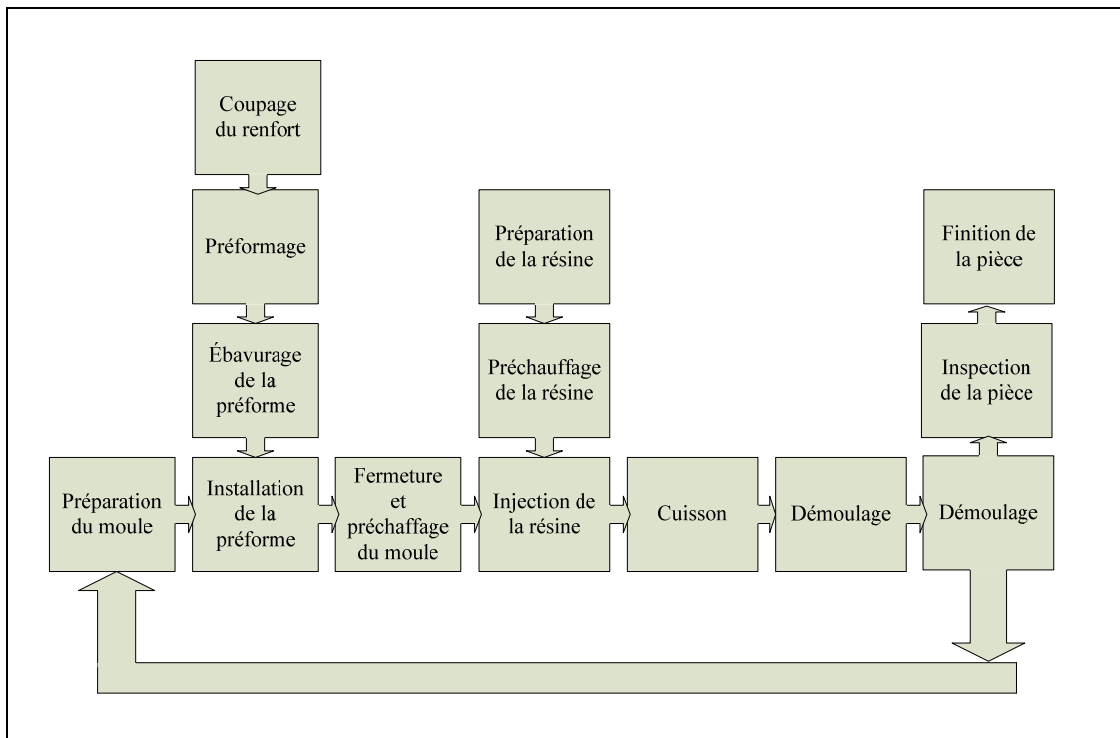 Coupage
du renfort
Préformage
Préparation
de la résine
Finition de
la pièce
Ébavurage
de la
préforme
Préchauffage
de la résine
Inspection
de la pièce
Préparation
du moule
Installation
de la
préforme
Fermeture
et
préchaffage
du moule
Injection de
la résine
Cuisson
Démoulage
Démoulage